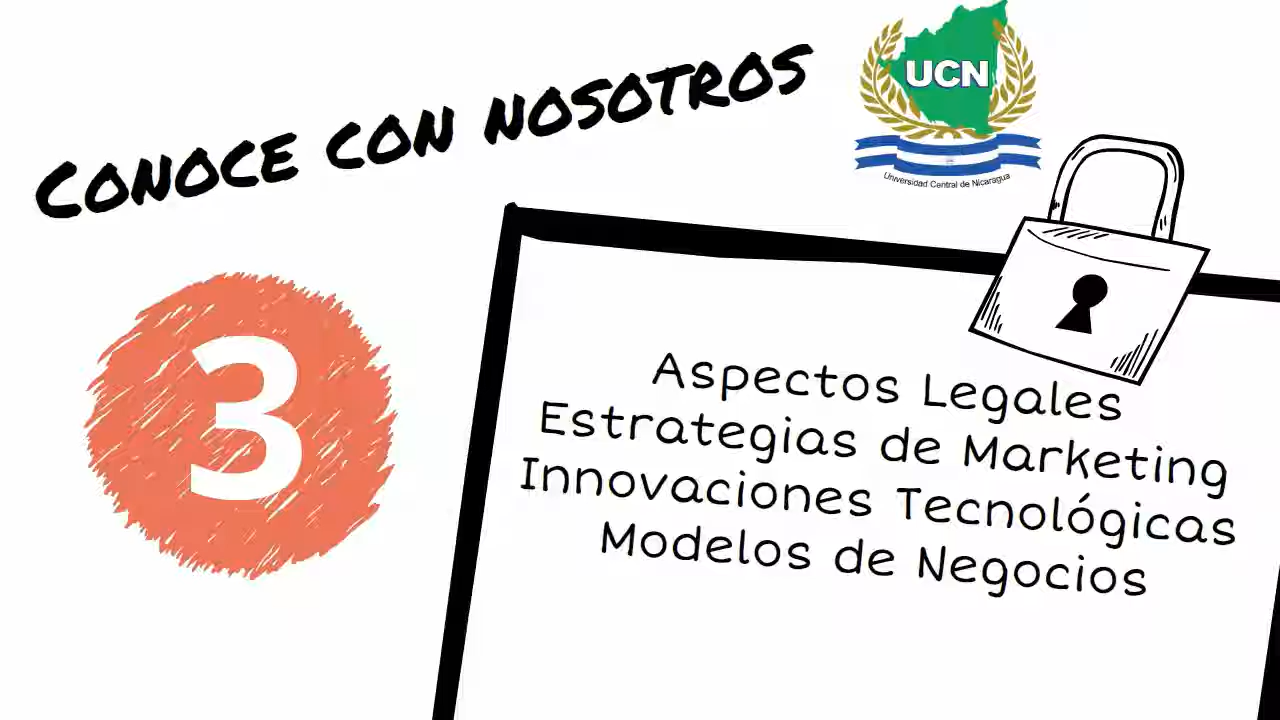 CONOCE CON NOSOTROS
UCN
Universidad Central de Nicaragua
3
Aspectos Legales
Estrategias de Marketing
Innovaciones Tecnológicas
Modelos de Negocios